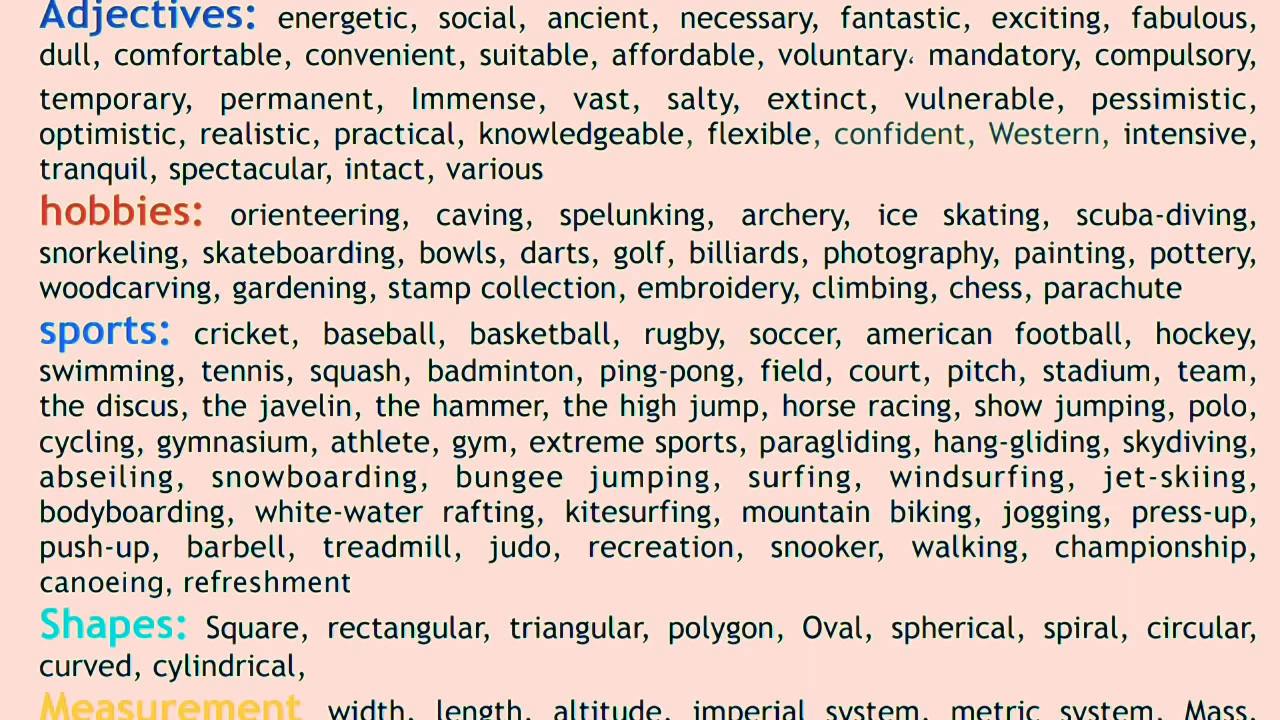 Adjectives: energetic, social, ancient, necessary, fantastic, exciting, fabulous,
dull, comfortable, convenient, suitable, affordable, voluntary، mandatory, compulsory,
temporary, permanent, Immense, vast, salty, extinct, vulnerable, pessimistic,
optimistic, realistic, practical, knowledgeable, flexible, confident, Western, intensive,
tranquil, spectacular, intact, various
hobbies: orienteering, caving, spelunking, archery, ice skating, scuba-diving,
snorkeling, skateboarding, bowls, darts, golf, billiards, photography, painting, pottery,
woodcarving, gardening, stamp collection, embroidery, climbing, chess, parachute
sports: cricket, baseball, basketball, rugby, soccer, american football, hockey,
swimming, tennis, squash, badminton, ping-pong, field, court, pitch, stadium, team,
the discus, the javelin, the hammer, the high jump, horse racing, show jumping, polo,
cycling, gymnasium, athlete, gym, extreme sports, paragliding, hang-gliding, skydiving,
abseiling, snowboarding, bungee jumping, surfing, windsurfing, jet-skiing,
bodyboarding, white-water rafting, kitesurfing, mountain biking, jogging, press-up,
push-up, barbell, treadmill, judo, recreation, snooker, walking, championship,
canoeing, refreshment
Shapes: Square, rectangular, triangular, polygon, Oval, spherical, spiral, circular,
curved, cylindrical,
Measurement width, length, altitude, imperial system, metric system, Mass,